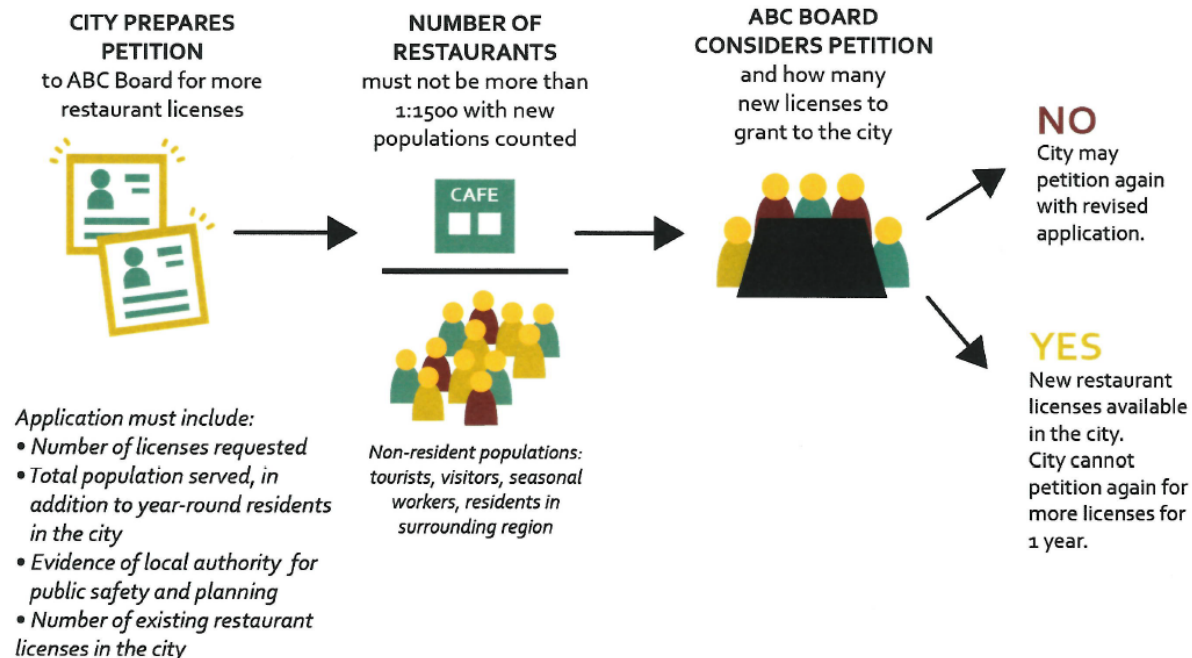 CITY PREPARES
PETITION
to ABC Board for more
restaurant licenses
Application must include:
• Number of licenses requested
• Total population served, in
addition to year-round residents
in the city
• Evidence of local authority for
public safety and planning
• Number of existing restaurant
licenses in the city
NUMBER OF
RESTAURANTS
must not be more than
1:1500 with new
populations counted
CAFE
Non-resident populations:
tourists, visitors, seasonal
workers, residents in
surrounding region
ABC BOARD
CONSIDERS PETITION
and how many
new licenses to
grant to the city
NO
City may
petition again
with revised
application.
YES
New restaurant
licenses available
in the city.
City cannot
petition again for
more licenses for
1 year.